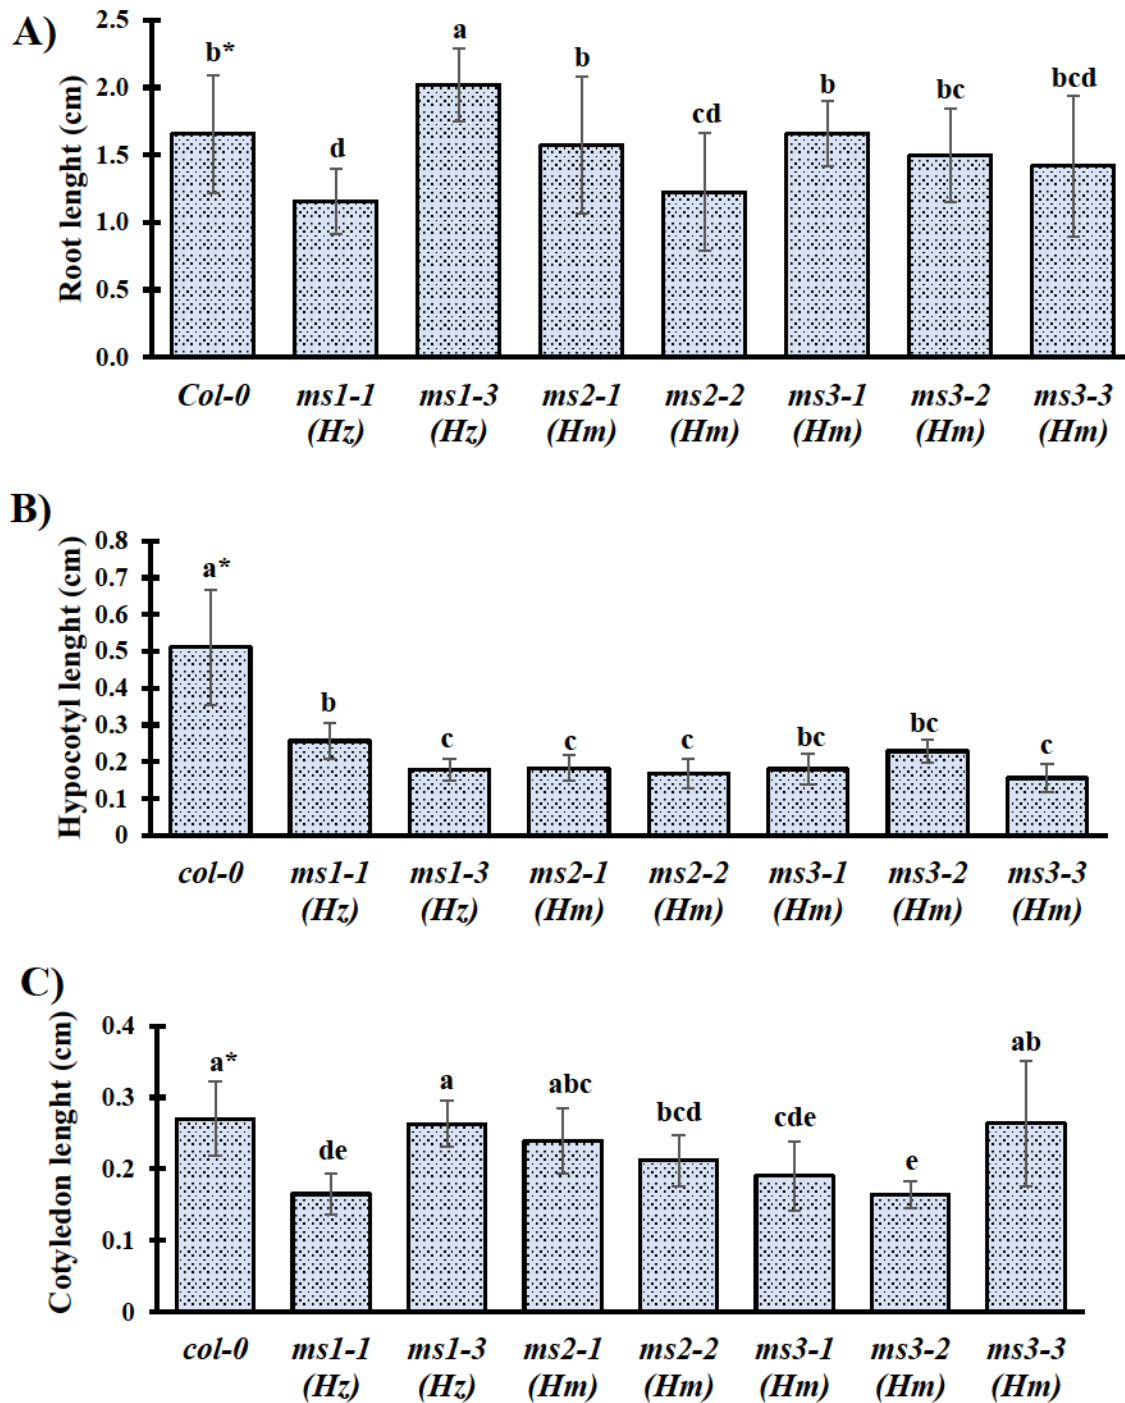 A)
Root lenght (cm)
2.5
2.0
1.5
1.0
0.5
0.0
b* d a b cd b bc bcd
Col-0 ms1-1 ms1-3 ms2-1 ms2-2 ms3-1 ms3-2 ms3-3
(Hz) (Hz) (Hm) (Hm) (Hm) (Hm) (Hm)
B)
Hypocotyl lenght (cm)
0.8
0.7
0.6
0.5
0.4
0.3
0.2
0.1
0
a* b c c c bc bc c
col-0 ms1-1 ms1-3 ms2-1 ms2-2 ms3-1 ms3-2 ms3-3
(Hz) (Hz) (Hm) (Hm) (Hm) (Hm) (Hm)
C)
Cotyledon lenght (cm)
0.4
0.3
0.2
0.1
0
a* de a abc bcd cde e ab
col-0 ms1-1 ms1-3 ms2-1 ms2-2 ms3-1 ms3-2 ms3-3
(Hz) (Hz) (Hm) (Hm) (Hm) (Hm) (Hm)